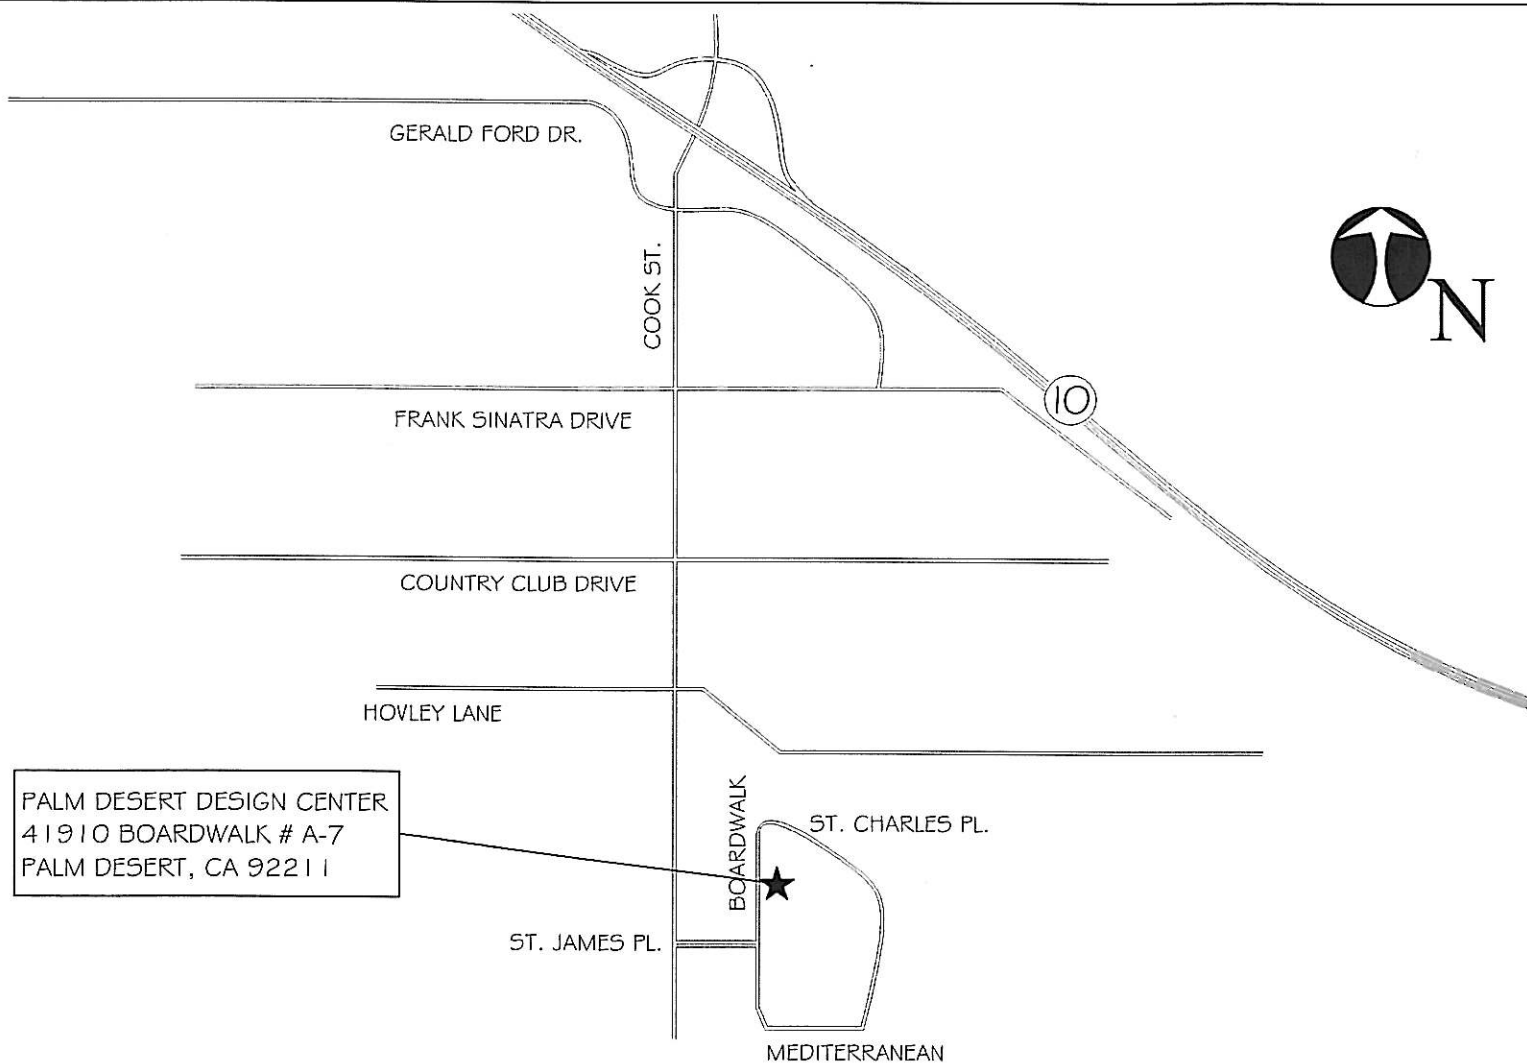 GERALD FORD DR.
COOK ST.
N
FRANK SINATRA DRIVE
10
COUNTRY CLUB DRIVE
HOVLEY LANE
PALM DESERT DESIGN CENTER
41910 BOARDWALK # A-7
PALM DESERT, CA 92211
BOARDWALK
ST. CHARLES PL.
ST. JAMES PL.
MEDITERRANEAN